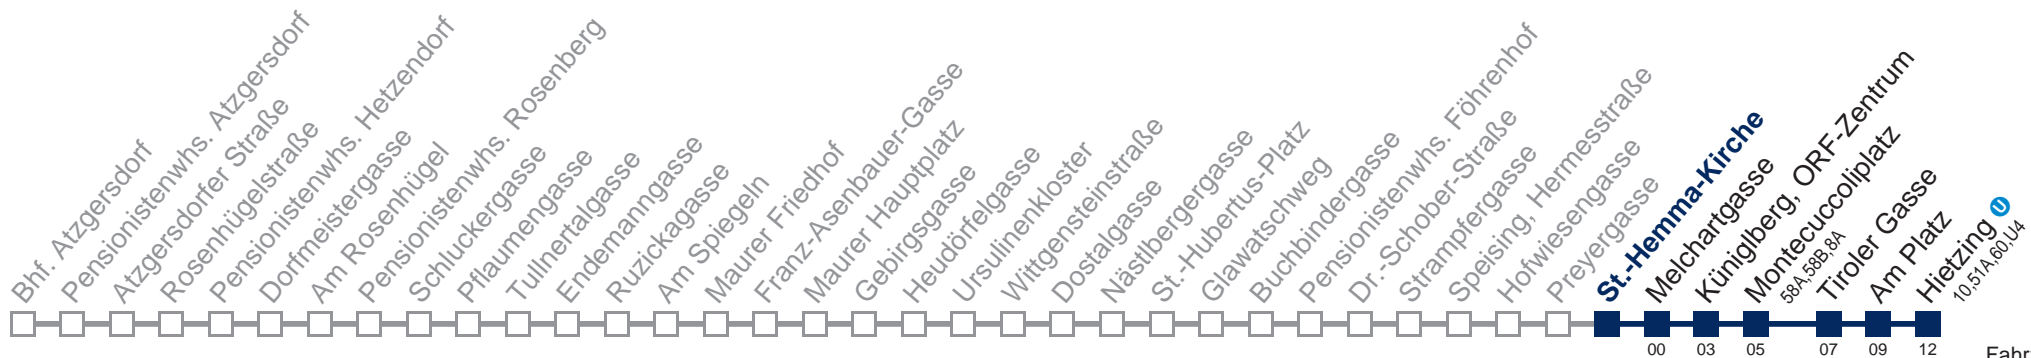 Bhf. Atzgersdorf
Pensionistenwhs. Atzgersdorf
Atzgersdorfer Straße
Rosenhügelstraße
Pensionistenwhs. Hetzendorf
Dorfmeistergasse
Am Rosenhügel
Pensionistenwhs. Rosenberg
Schluckergasse
Pflaumengasse
Tullnertalgasse
Endemanngasse
Ruzickagasse
Am Spiegeln
Maurer Friedhof
Franz-Asenbauer-Gasse
Maurer Hauptplatz
Gebirgsgasse
Heudörfelgasse
Ursulinenkloster
Wittgensteinstraße
Dostalgasse
Nästlbergergasse
St.-Hubertus-Platz
Glawatschweg
Buchbindergasse
Pensionistenwhs. Föhrenhof
Dr.-Schober-Straße
Strampfergasse
Speising, Hermesstraße
Hofwiesengasse
Preyergasse
St.-Hemma-Kirche
Melchartgasse
Küniglberg, ORF-Zentrum
Montecuccoliplatz
58A,58B,8A
Tiroler Gasse
Am Platz
Hietzing U
10,51A,60,U4
00 03 05 07 09 12
Fahr